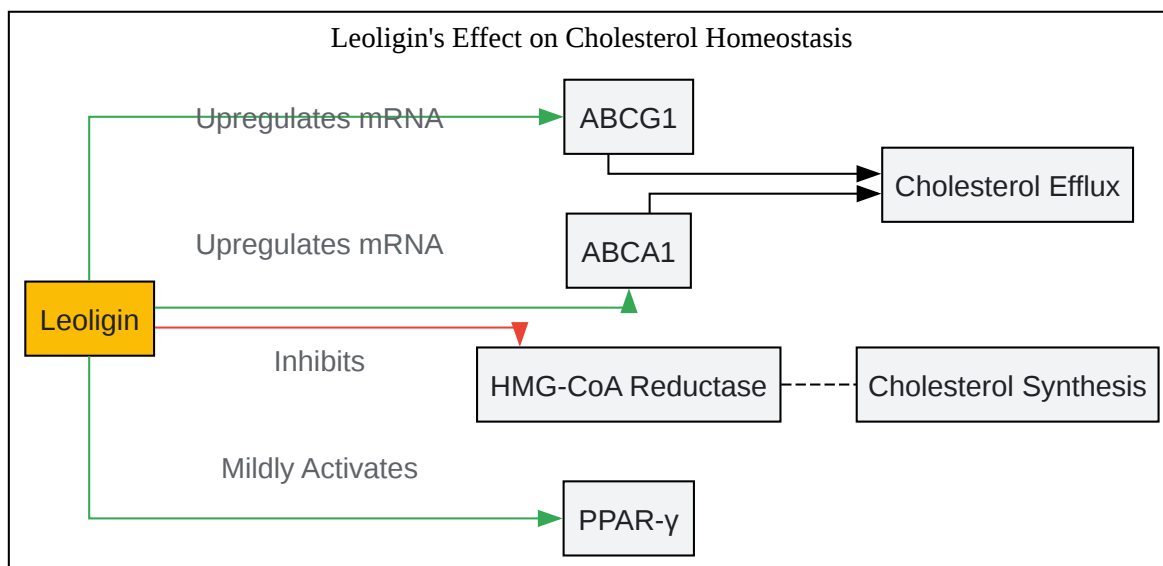 Leoligin's Effect on Cholesterol Homeostasis
Upregulates mRNA
ABCG1
Cholesterol Efflux
Upregulates mRNA
ABCA1
Leoligin
Inhibits
HMG-CoA Reductase
Cholesterol Synthesis
Mildly Activates
PPAR-γ